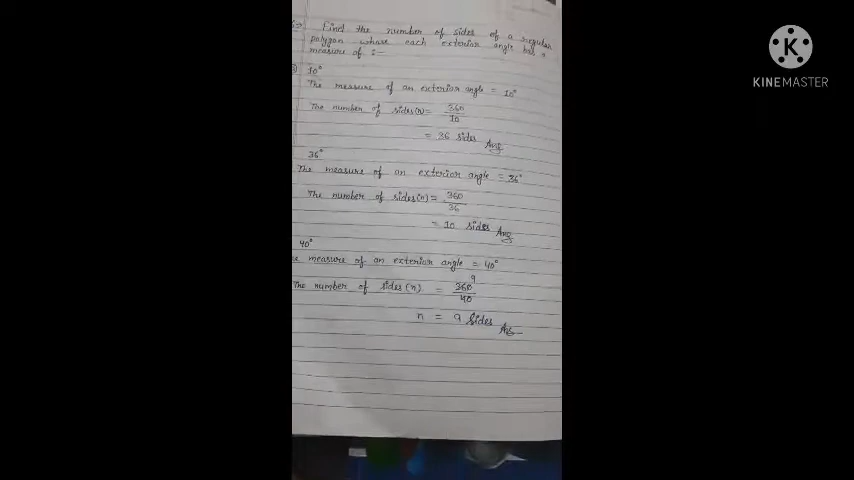 Find the number of sides of a regular
polygon whose each exterior angle has a
measure of :-
10°
The measure of an exterior angle = 10°
The number of sides(n) = 360
10
= 36 sides Ans
36°
The measure of an exterior angle = 36°
The number of sides(n) = 360
36
= 10 sides Ans
40°
measure of an exterior angle = 40°
The number of sides (n) = 360 9
40
n = 9 Sides Ans
K
KINEMASTER